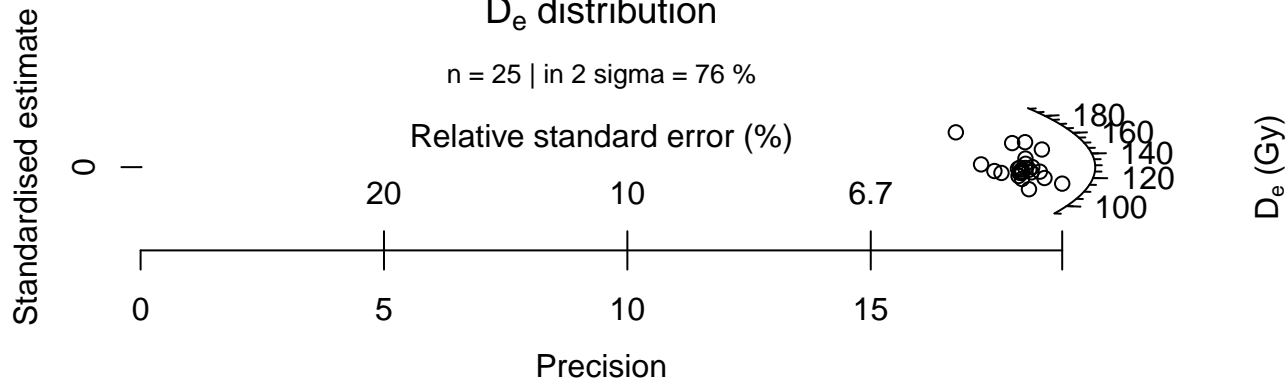 De distribution
n = 25 | in 2 sigma = 76 %
Relative standard error (%)
20 10 6.7
Standardised estimate
0
180
160
140
120
100
De (Gy)
0 5 10 15
Precision